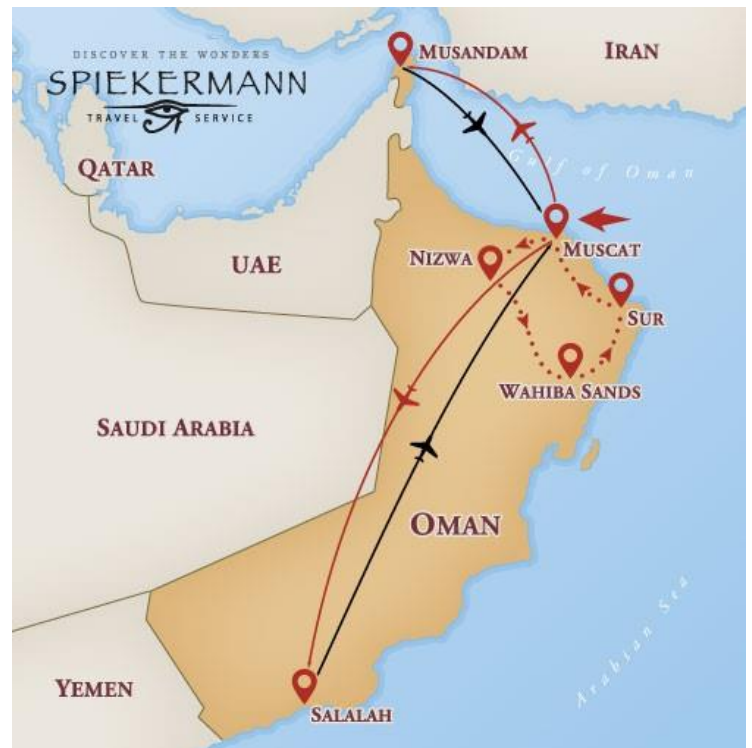 DISCOVER THE WONDERS
SPIEKERMANN
TRAVEL SERVICE
MUSANDAM
IRAN
QATAR
Gulf of Oman
UAE
NIZWA
MUSCAT
SUR
WAHIBA SANDS
SAUDI ARABIA
OMAN
Arabian Sea
YEMEN
SALALAH